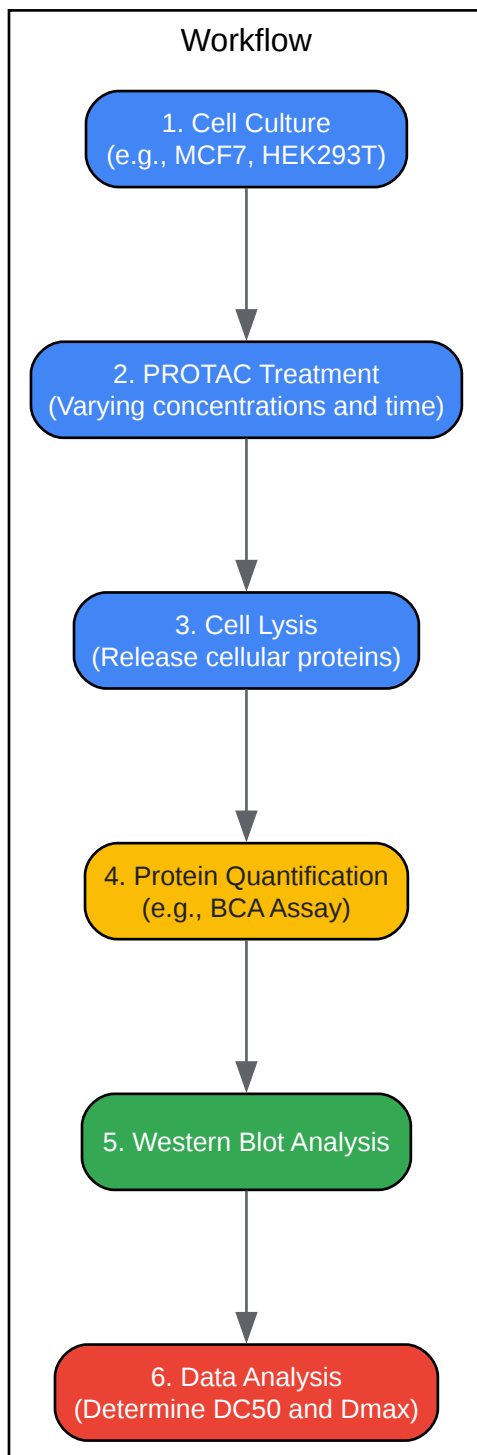 Workflow
1. Cell Culture
(e.g., MCF7, HEK293T)
2. PROTAC Treatment
(Varying concentrations and time)
3. Cell Lysis
(Release cellular proteins)
4. Protein Quantification
(e.g., BCA Assay)
5. Western Blot Analysis
6. Data Analysis
(Determine DC50 and Dmax)